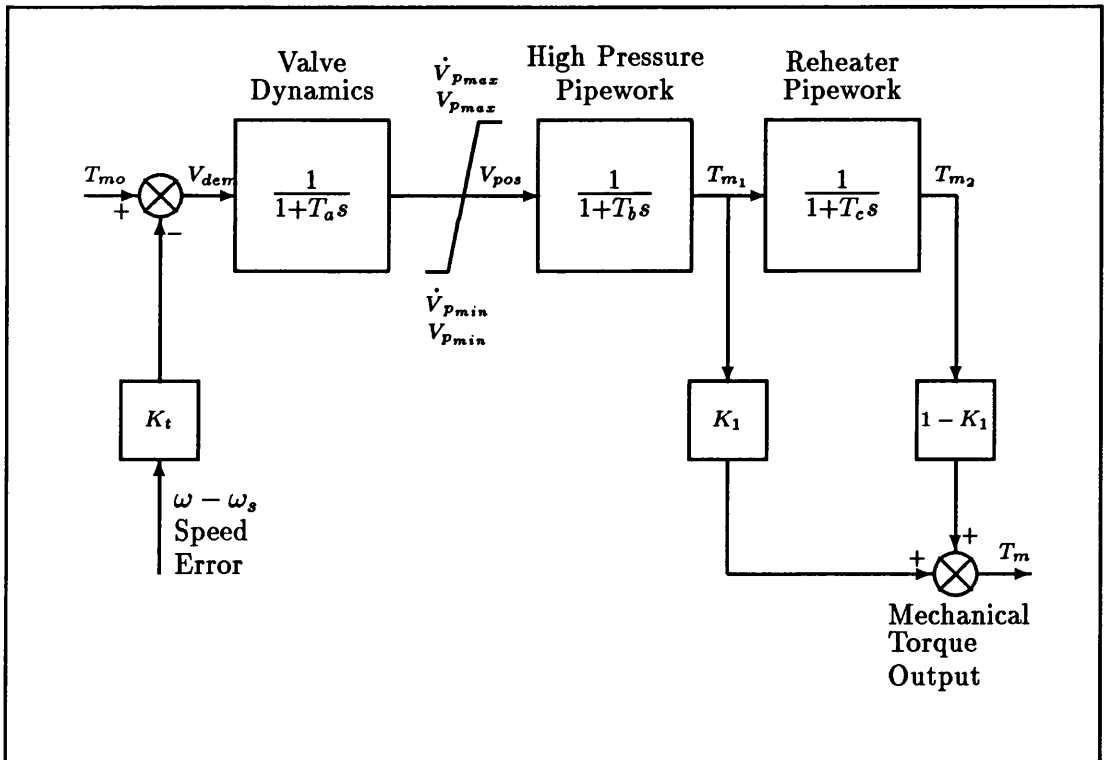 Valve
Dynamics
V̇pmax
Vpmax
High Pressure
Pipework
Reheater
Pipework
Tmo
+
−
Vdem
1
1+Tas
Vpos
1
1+Tbs
Tm1
1
1+Tcs
Tm2
V̇pmin
Vpmin
Kt
K1
1 − K1
ω − ωs
Speed
Error
+
+
Tm
Mechanical
Torque
Output